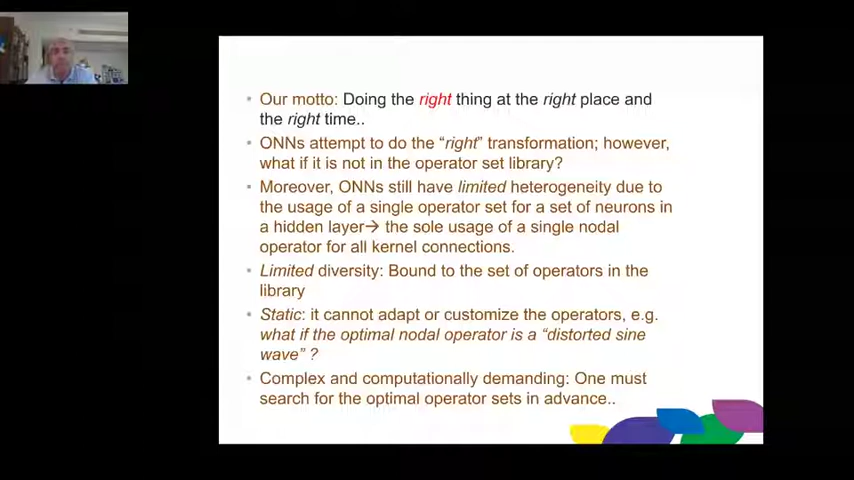 Our motto: Doing the right thing at the right place and
the right time..
ONNs attempt to do the “right” transformation; however,
what if it is not in the operator set library?
Moreover, ONNs still have limited heterogeneity due to
the usage of a single operator set for a set of neurons in
a hidden layer→ the sole usage of a single nodal
operator for all kernel connections.
Limited diversity: Bound to the set of operators in the
library
Static: it cannot adapt or customize the operators, e.g.
what if the optimal nodal operator is a “distorted sine
wave” ?
Complex and computationally demanding: One must
search for the optimal operator sets in advance..